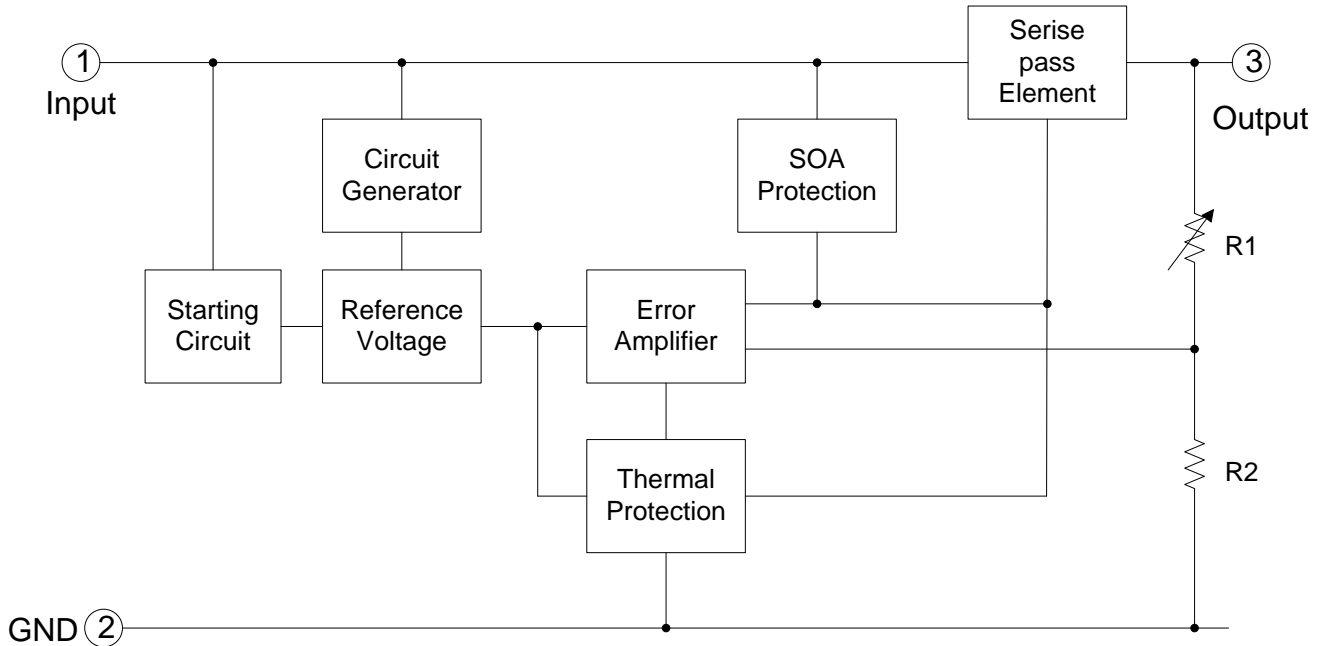 Serise
pass
Element
1
Input
3
Output
Circuit
Generator
SOA
Protection
R1
Starting
Circuit
Reference
Voltage
Error
Amplifier
Thermal
Protection
R2
GND 2